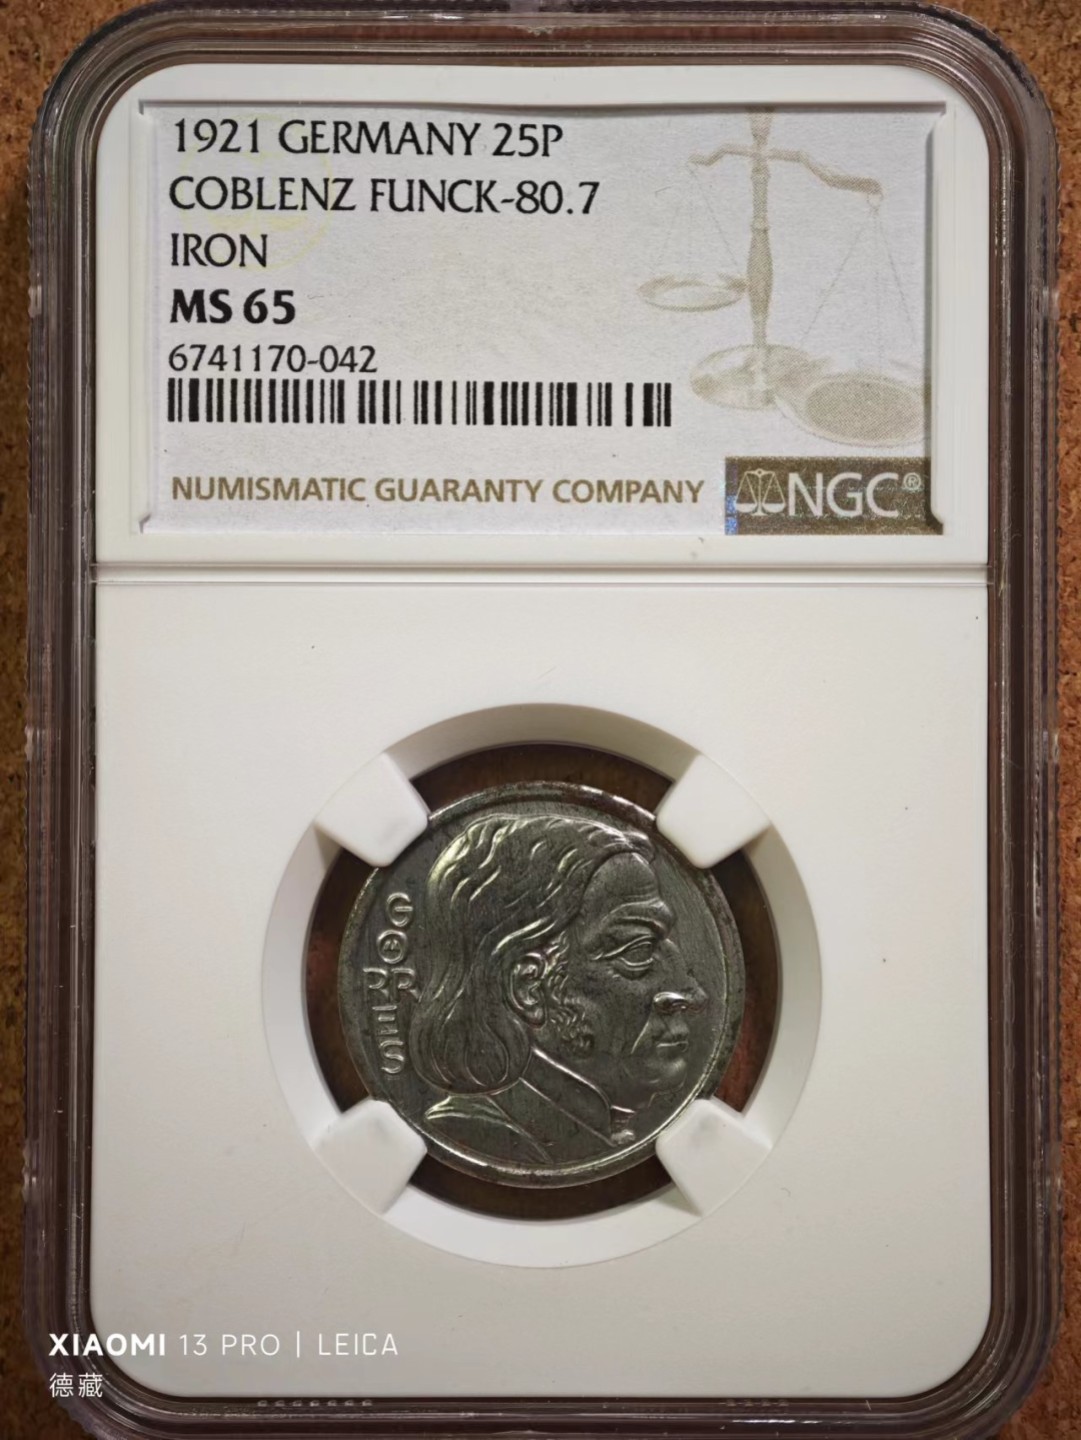 1921 GERMANY 25P
COBLENZ FUNCK-80.7
IRON
MS 65
6741170-042
NUMISMATIC GUARANTY COMPANY
NGC®
GÖRRES
XIAOMI 13 PRO | LEICA
德藏